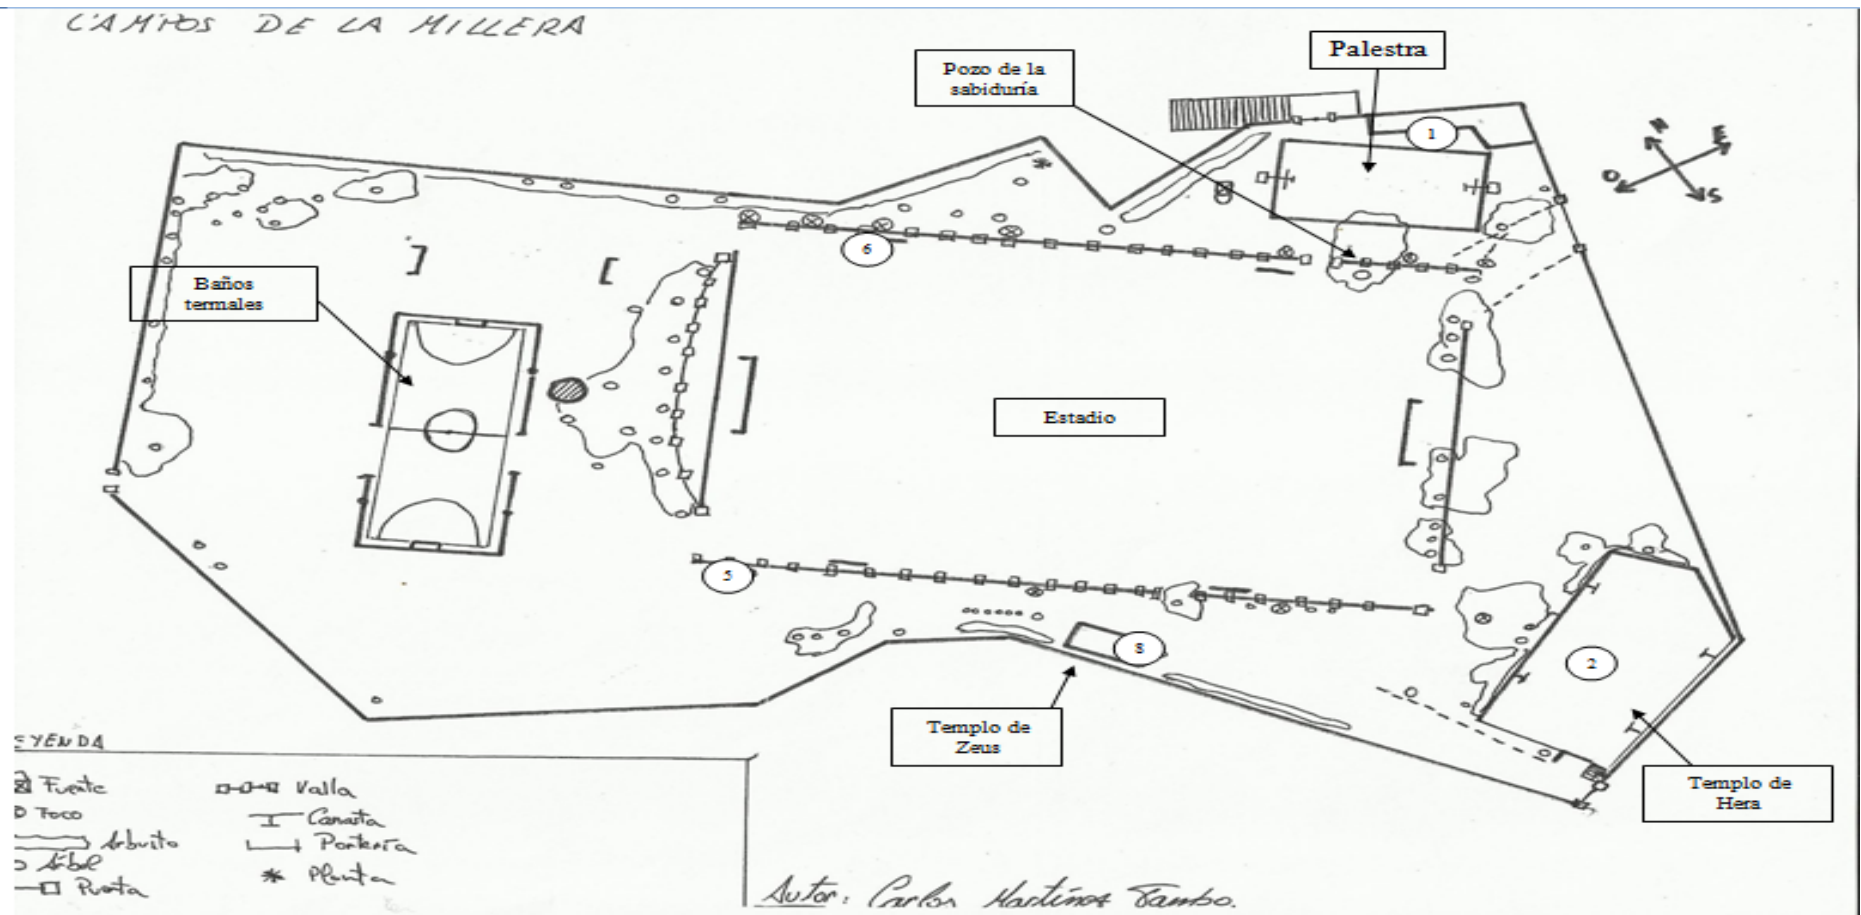 CAMPOS DE LA MILLERA
Palestra
Pozo de la
sabiduría
1
N
E
O
S
6
Baños
termales
Estadio
5
8
2
Templo de
Zeus
Templo de
Hera
EYENDA
Fuente
Foco
Arbusto
Árbol
Puerta
Valla
Canasta
Portería
Planta
Autor: Carlos Martínez Tambo.